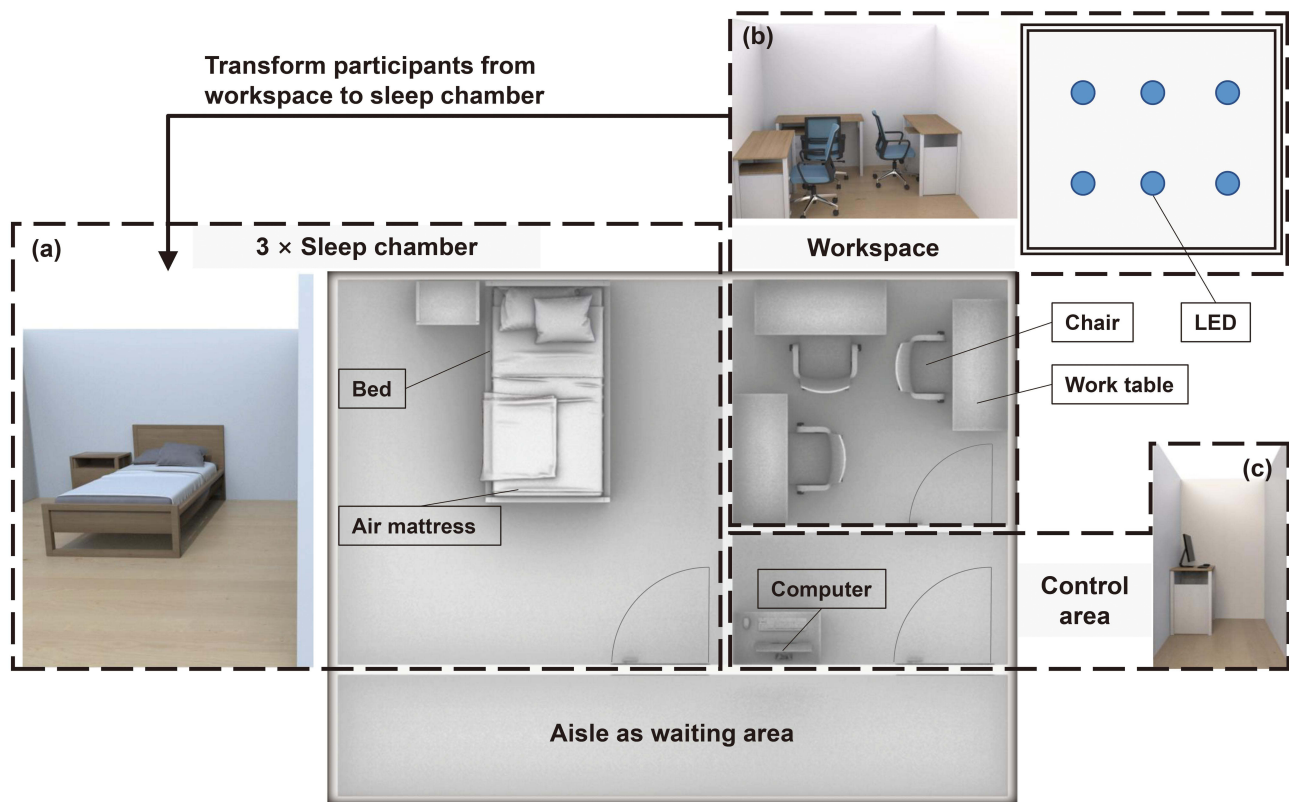 Transform participants from
workspace to sleep chamber
(b)
(a)
3 × Sleep chamber
Workspace
Chair
LED
Bed
Work table
(c)
Air mattress
Computer
Control
area
Aisle as waiting area